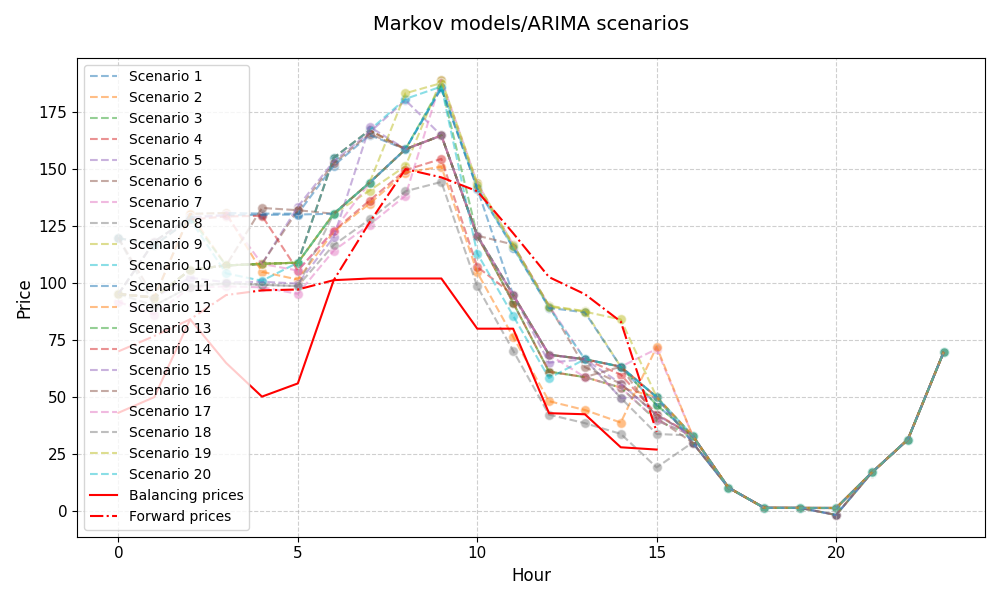 Markov models/ARIMA scenarios
Price
175
150
125
100
75
50
25
0
Scenario 1
Scenario 2
Scenario 3
Scenario 4
Scenario 5
Scenario 6
Scenario 7
Scenario 8
Scenario 9
Scenario 10
Scenario 11
Scenario 12
Scenario 13
Scenario 14
Scenario 15
Scenario 16
Scenario 17
Scenario 18
Scenario 19
Scenario 20
Balancing prices
Forward prices
0 5 10 15 20
Hour